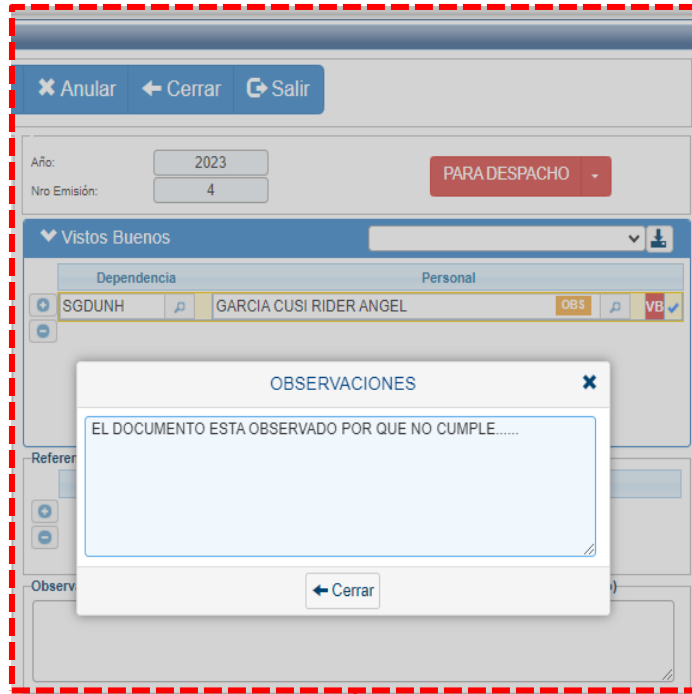 Anular Cerrar Salir
Año: 2023
PARA DESPACHO
Nro Emisión: 4
Vistos Buenos
Dependencia Personal
SGDUNH GARCIA CUSI RIDER ANGEL OBS VB
OBSERVACIONES
EL DOCUMENTO ESTA OBSERVADO POR QUE NO CUMPLE......
Referen
Cerrar
Observ